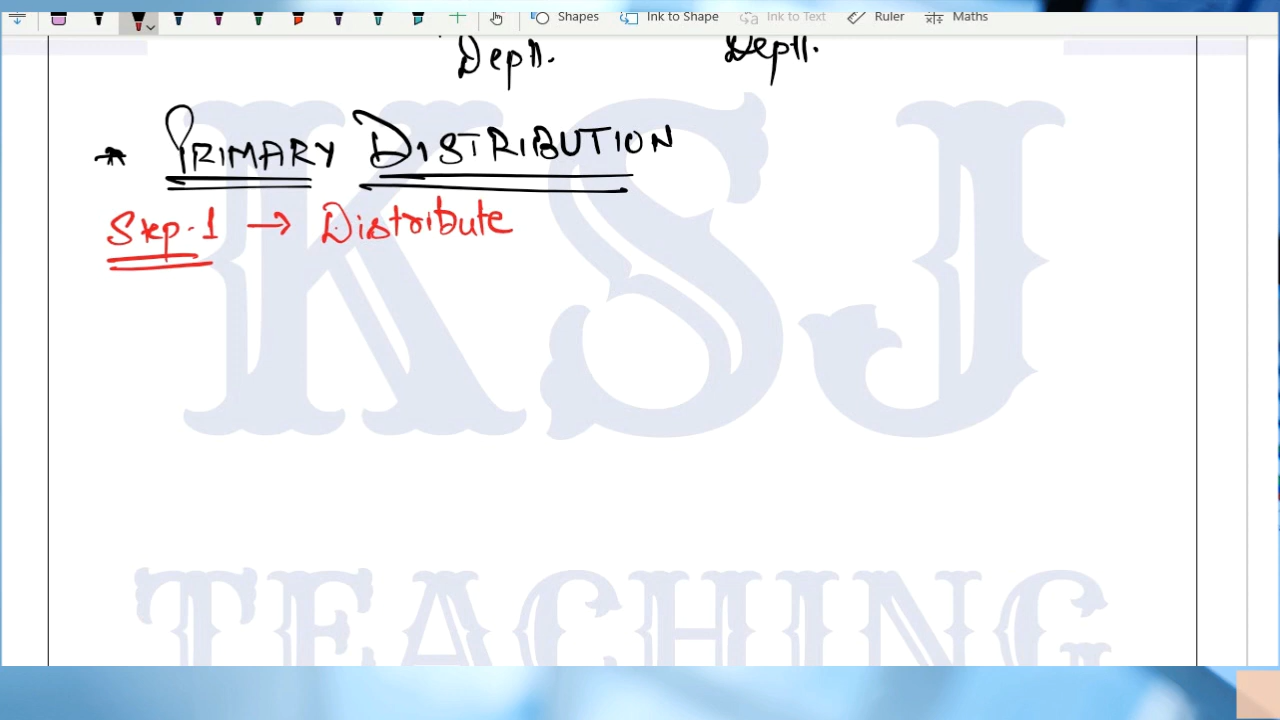 Shapes Ink to Shape Ink to Text Ruler Maths
Deptt. Deptt.
* PRIMARY DISTRIBUTION
Step-1 → Distribute
KSJ
TEACHING